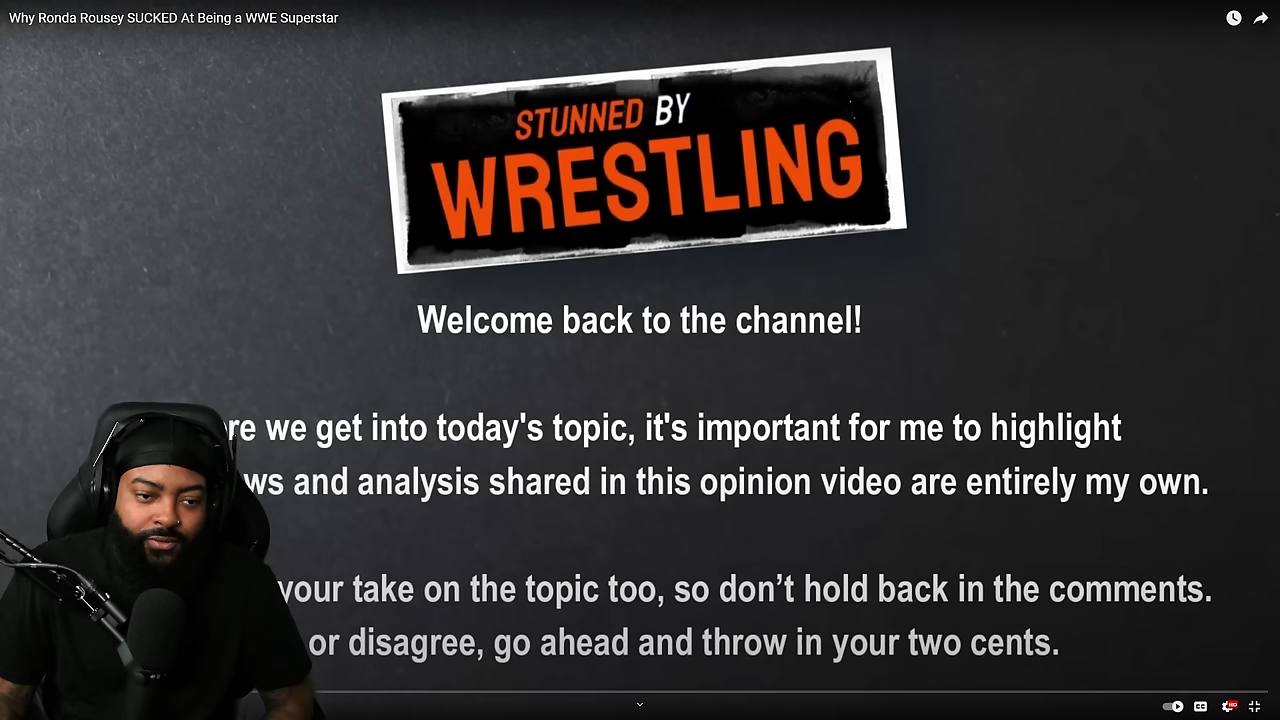 Why Ronda Rousey SUCKED At Being a WWE Superstar
STUNNED BY
WRESTLING
Welcome back to the channel!
we get into today's topic, it's important for me to highlight
and analysis shared in this opinion video are entirely my own.
your take on the topic too, so don’t hold back in the comments.
or disagree, go ahead and throw in your two cents.
CC
HD